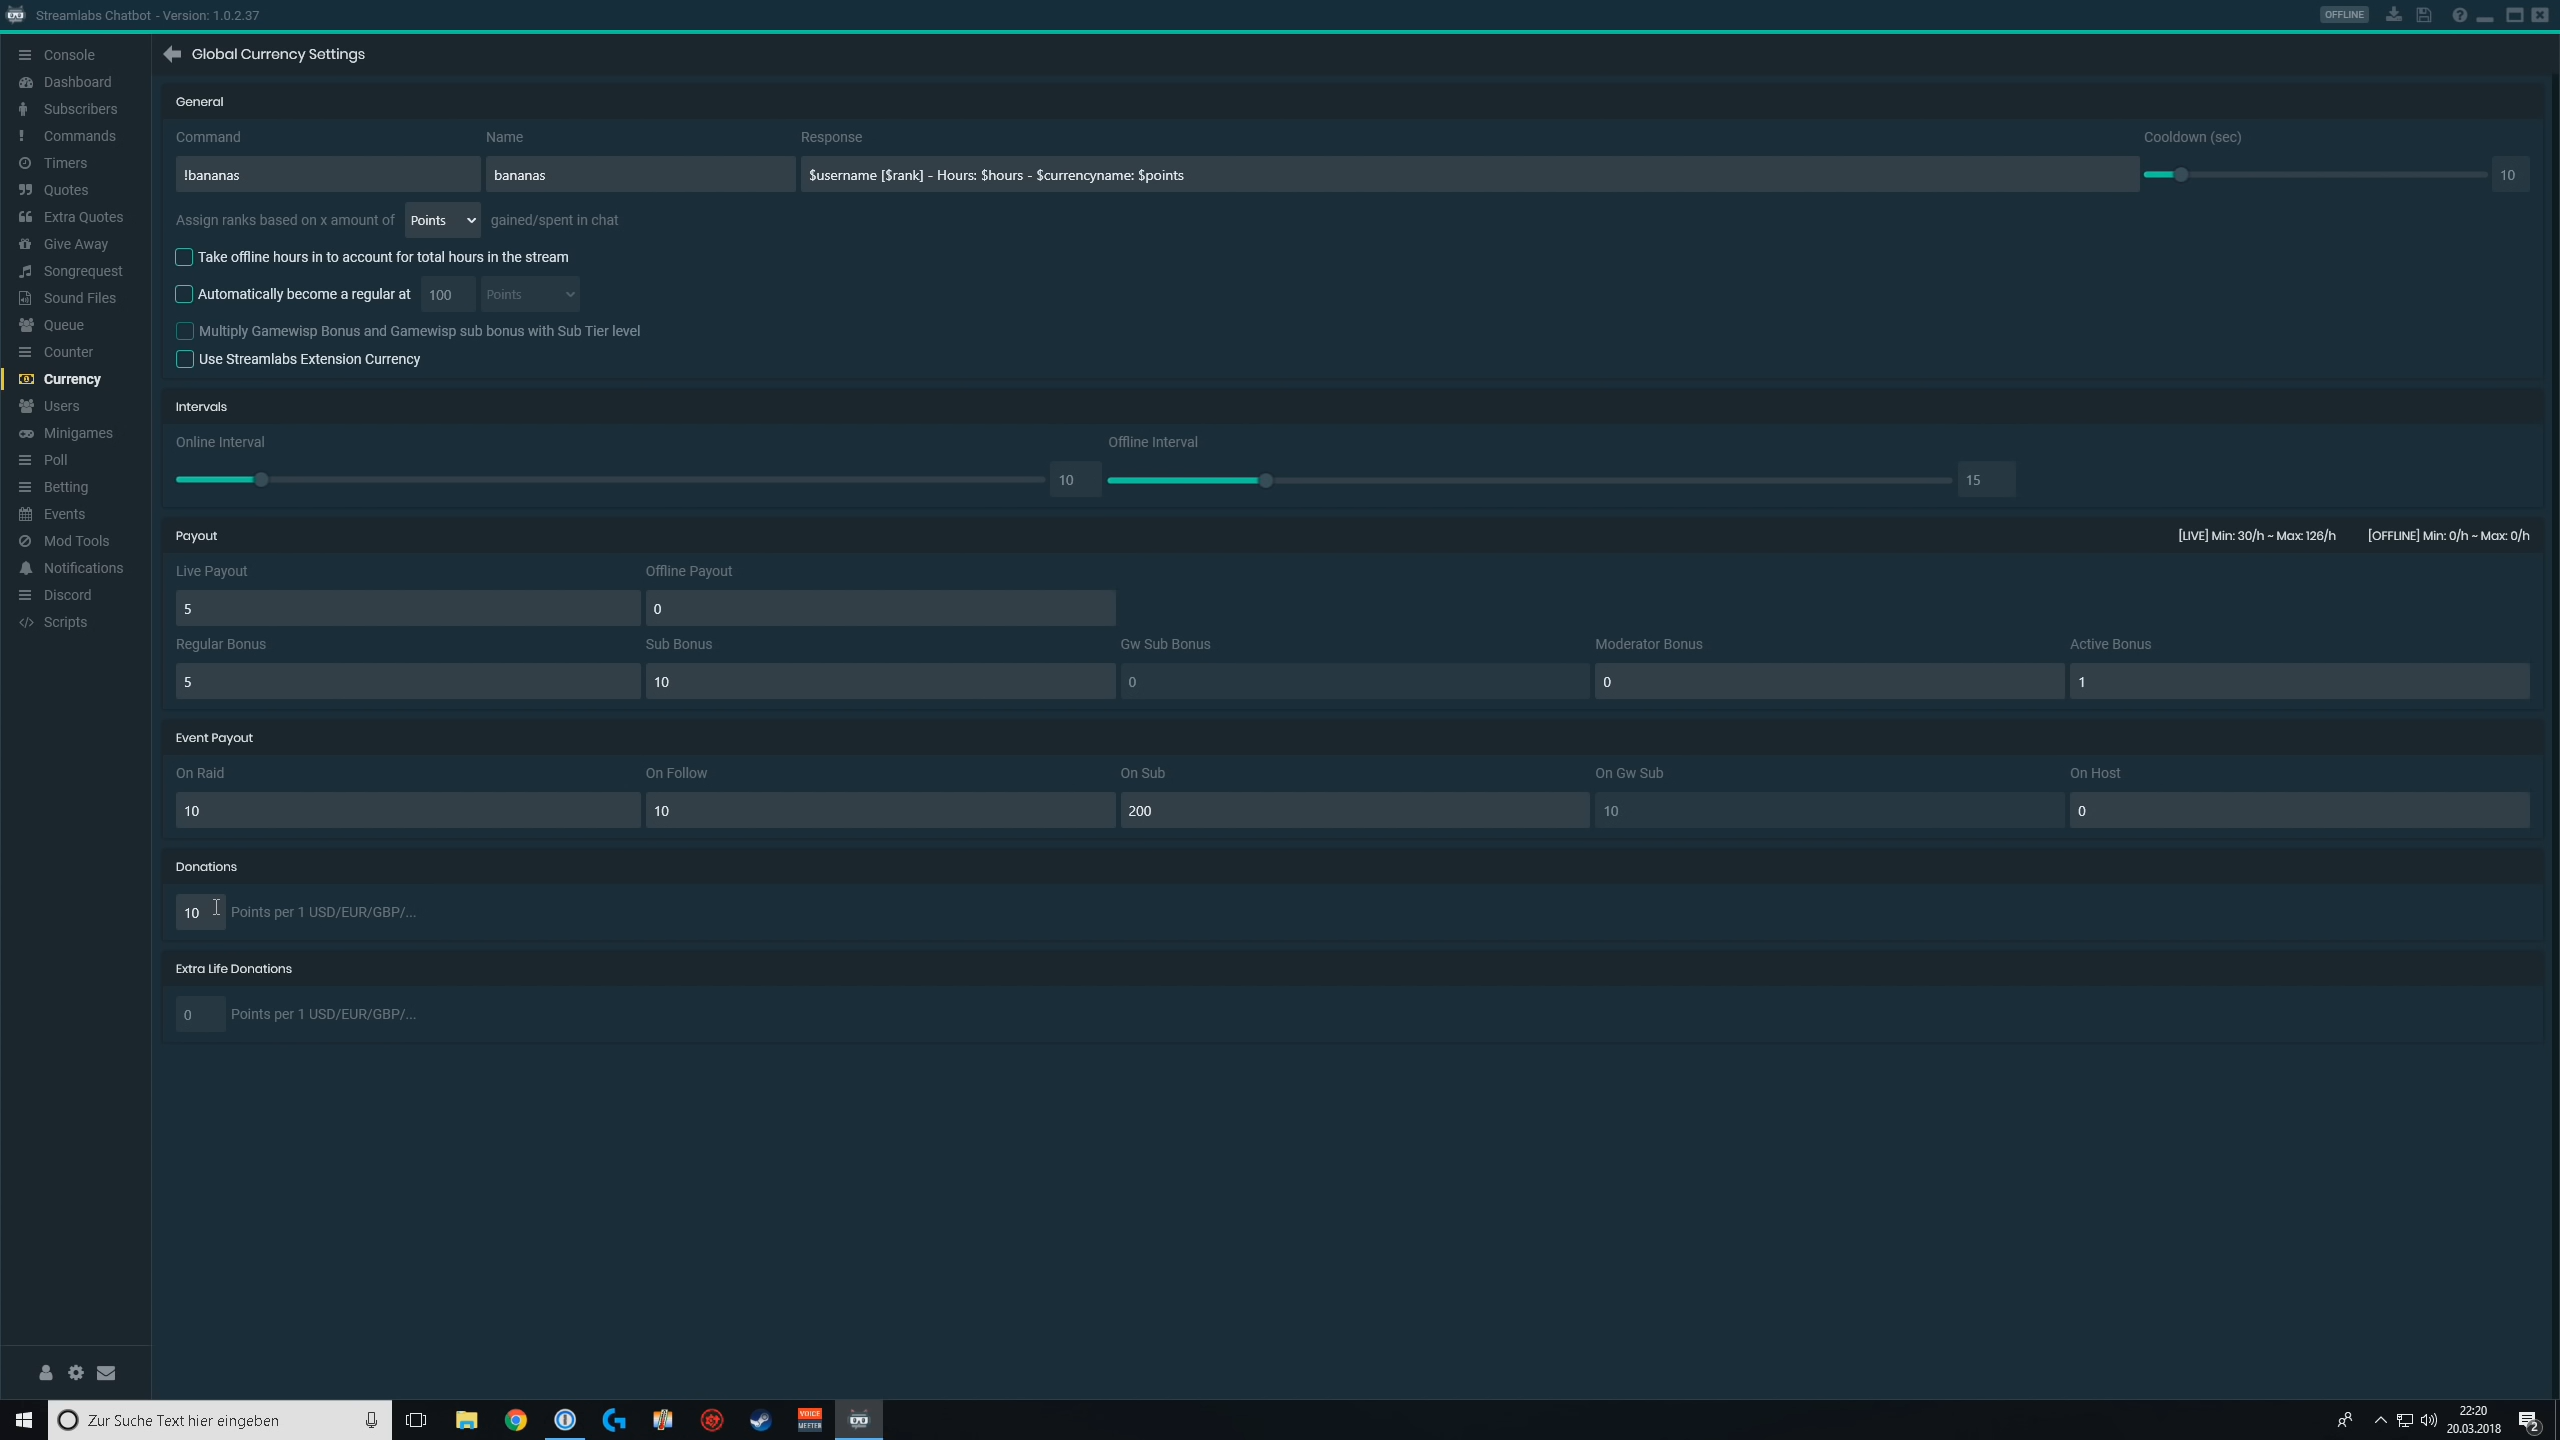 Streamlabs Chatbot - Version: 1.0.2.37
OFFLINE
Console
Dashboard
Subscribers
Commands
Timers
Quotes
Extra Quotes
Give Away
Songrequest
Sound Files
Queue
Counter
Currency
Users
Minigames
Poll
Betting
Events
Mod Tools
Notifications
Discord
Scripts
Global Currency Settings
General
Command Name Response Cooldown (sec)
!bananas bananas $username [$rank] - Hours: $hours - $currencyname: $points 10
Assign ranks based on x amount of Points gained/spent in chat
Take offline hours in to account for total hours in the stream
Automatically become a regular at 100 Points
Multiply Gamewisp Bonus and Gamewisp sub bonus with Sub Tier level
Use Streamlabs Extension Currency
Intervals
Online Interval Offline Interval
10 15
Payout [LIVE] Min: 30/h ~ Max: 126/h [OFFLINE] Min: 0/h ~ Max: 0/h
Live Payout Offline Payout
5 0
Regular Bonus Sub Bonus Gw Sub Bonus Moderator Bonus Active Bonus
5 10 0 0 1
Event Payout
On Raid On Follow On Sub On Gw Sub On Host
10 10 200 10 0
Donations
10 Points per 1 USD/EUR/GBP/...
Extra Life Donations
0 Points per 1 USD/EUR/GBP/...
Zur Suche Text hier eingeben
VOICE
MEETER
22:20
20.03.2018
2